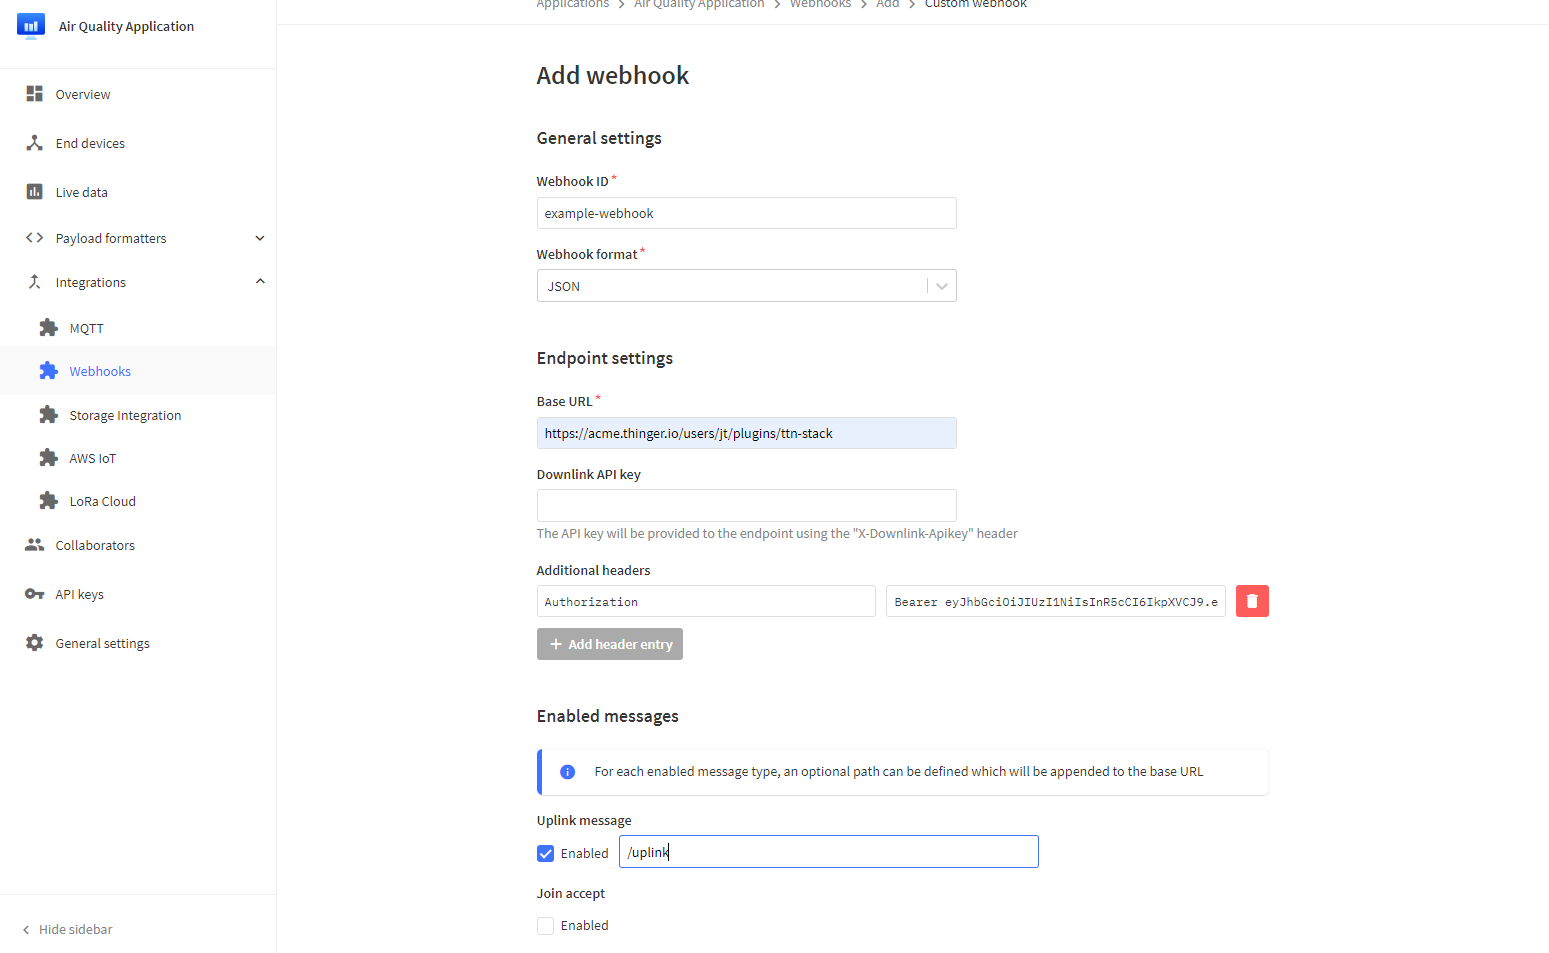 Air Quality Application
Overview
End devices
Live data
Payload formatters
Integrations
MQTT
Webhooks
Storage Integration
AWS IoT
LoRa Cloud
Collaborators
API keys
General settings
Hide sidebar
Applications > Air Quality Application > Webhooks > Add > Custom webhook
Add webhook
General settings
Webhook ID*
example-webhook
Webhook format*
JSON
Endpoint settings
Base URL*
https://acme.thinger.io/users/jt/plugins/ttn-stack
Downlink API key
The API key will be provided to the endpoint using the "X-Downlink-Apikey" header
Additional headers
Authorization
Bearer eyJhbGciOiJIUzI1NiIsInR5cCI6IkpXVCJ9.e
+ Add header entry
Enabled messages
For each enabled message type, an optional path can be defined which will be appended to the base URL
Uplink message
Enabled
/uplink
Join accept
Enabled